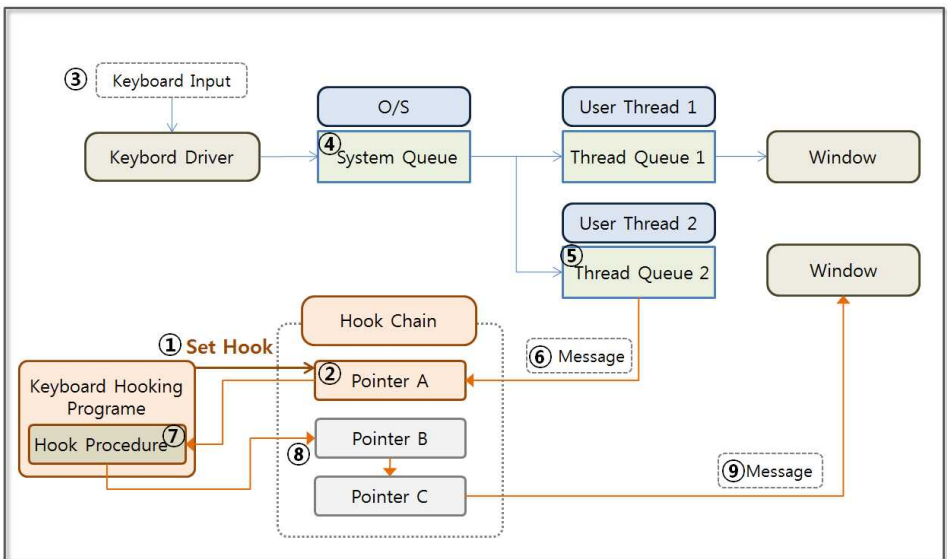 ③ Keyboard Input
O/S
User Thread 1
Keybord Driver
④ System Queue
Thread Queue 1
Window
User Thread 2
⑤ Thread Queue 2
Window
Hook Chain
① Set Hook
⑥ Message
② Pointer A
Keyboard Hooking
Programe
Hook Procedure ⑦
Pointer B
⑧
Pointer C
⑨ Message